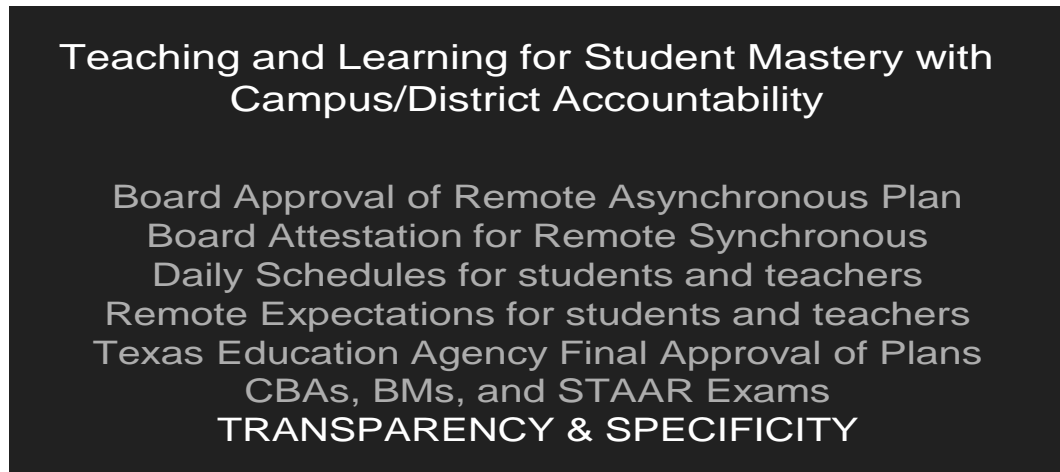 Teaching and Learning for Student Mastery with
Campus/District Accountability
Board Approval of Remote Asynchronous Plan
Board Attestation for Remote Synchronous
Daily Schedules for students and teachers
Remote Expectations for students and teachers
Texas Education Agency Final Approval of Plans
CBAs, BMs, and STAAR Exams
TRANSPARENCY & SPECIFICITY